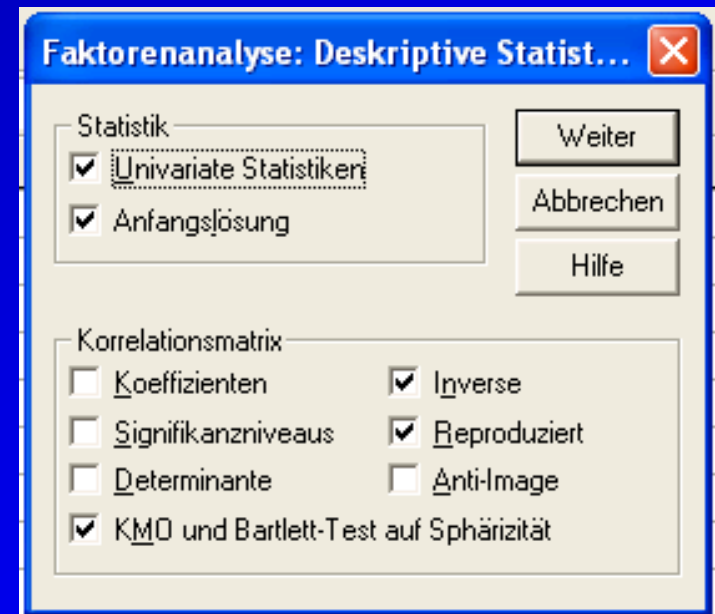 Faktorenanalyse: Deskriptive Statist...
Statistik
Univariate Statistiken
Anfangslösung
Weiter
Abbrechen
Hilfe
Korrelationsmatrix
Koeffizienten
Inverse
Signifikanzniveaus
Reproduziert
Determinante
Anti-Image
KMO und Bartlett-Test auf Sphärizität